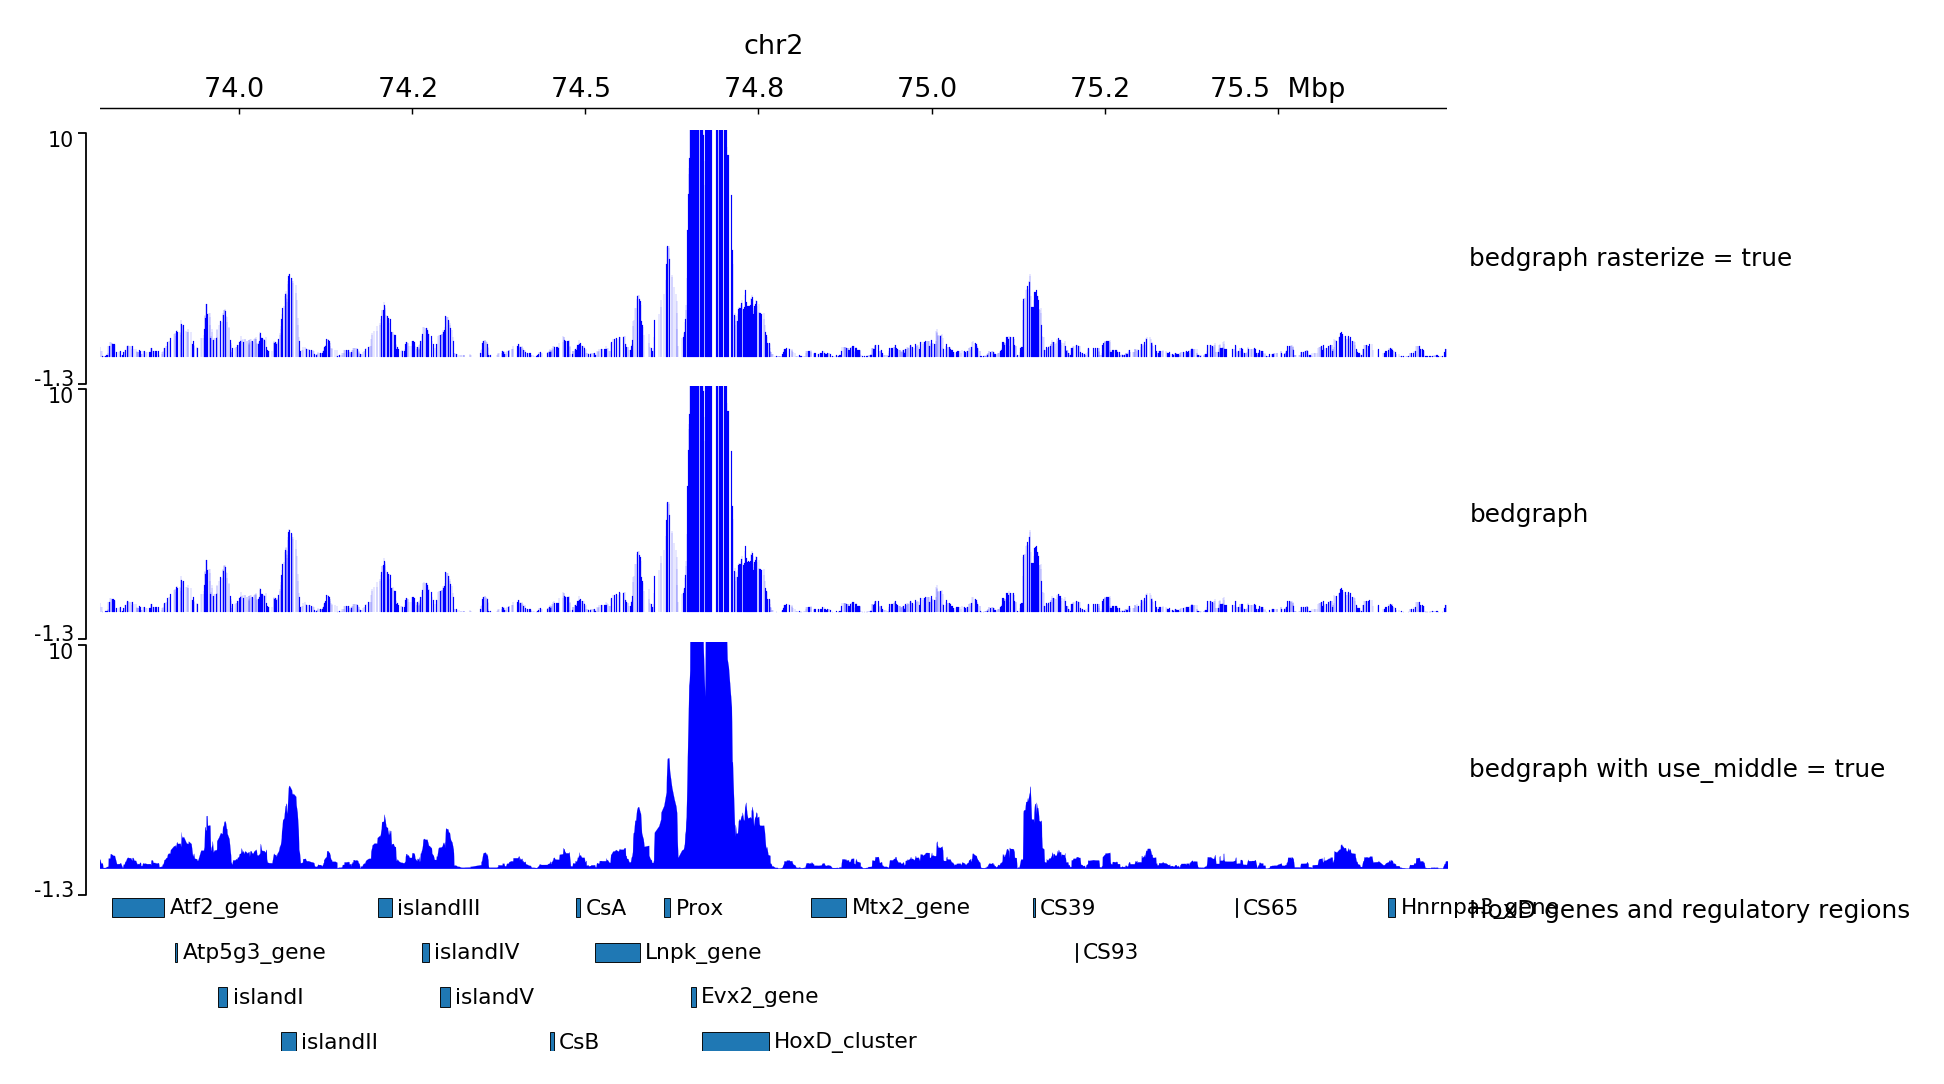 chr2
74.0 74.2 74.5 74.8 75.0 75.2 75.5 Mbp
10
bedgraph rasterize = true
-1.3
10
bedgraph
-1.3
10
bedgraph with use_middle = true
-1.3
Atf2_gene islandIII CsA Prox Mtx2_gene CS39 CS65 Hnrnpa3_gene HoxD genes and regulatory regions
Atp5g3_gene islandIV Lnpk_gene CS93
islandI islandV Evx2_gene
islandII CsB HoxD_cluster